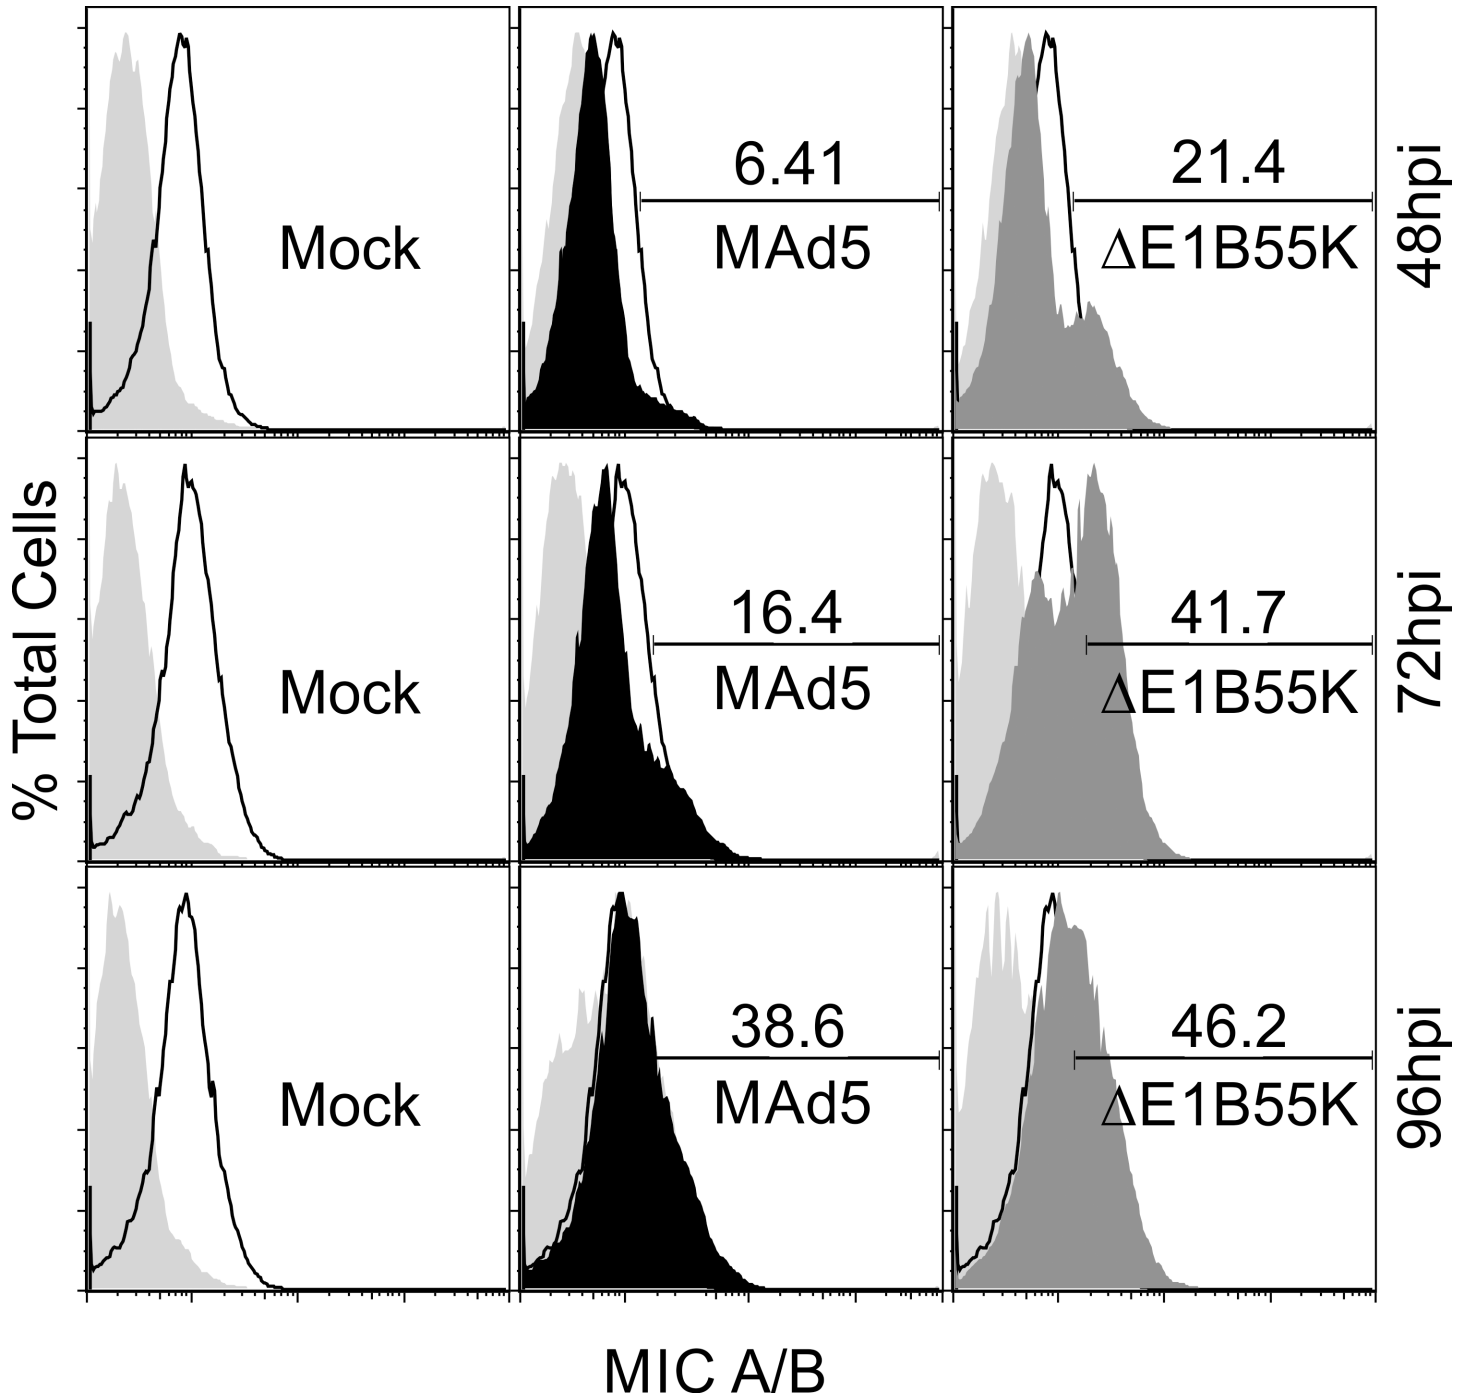 Mock
6.41
MAd5
21.4
ΔE1B55K
48hpi
% Total Cells
Mock
16.4
MAd5
41.7
ΔE1B55K
72hpi
Mock
38.6
MAd5
46.2
ΔE1B55K
96hpi
MIC A/B